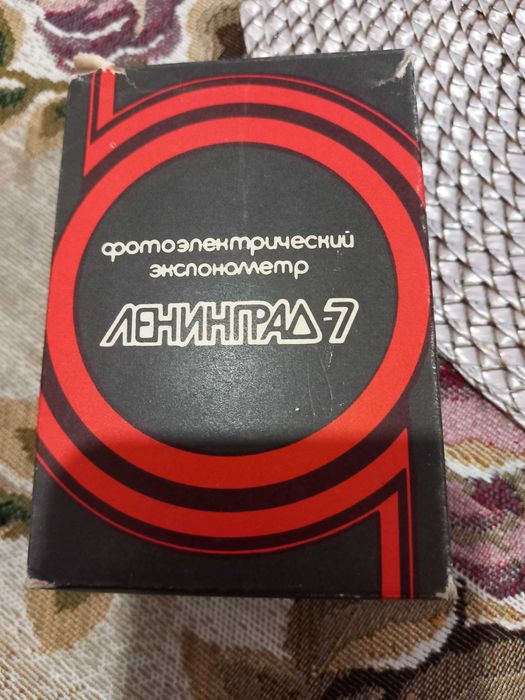 фотоэлектрический
экспонометр
ЛЕНИНГРАД-7